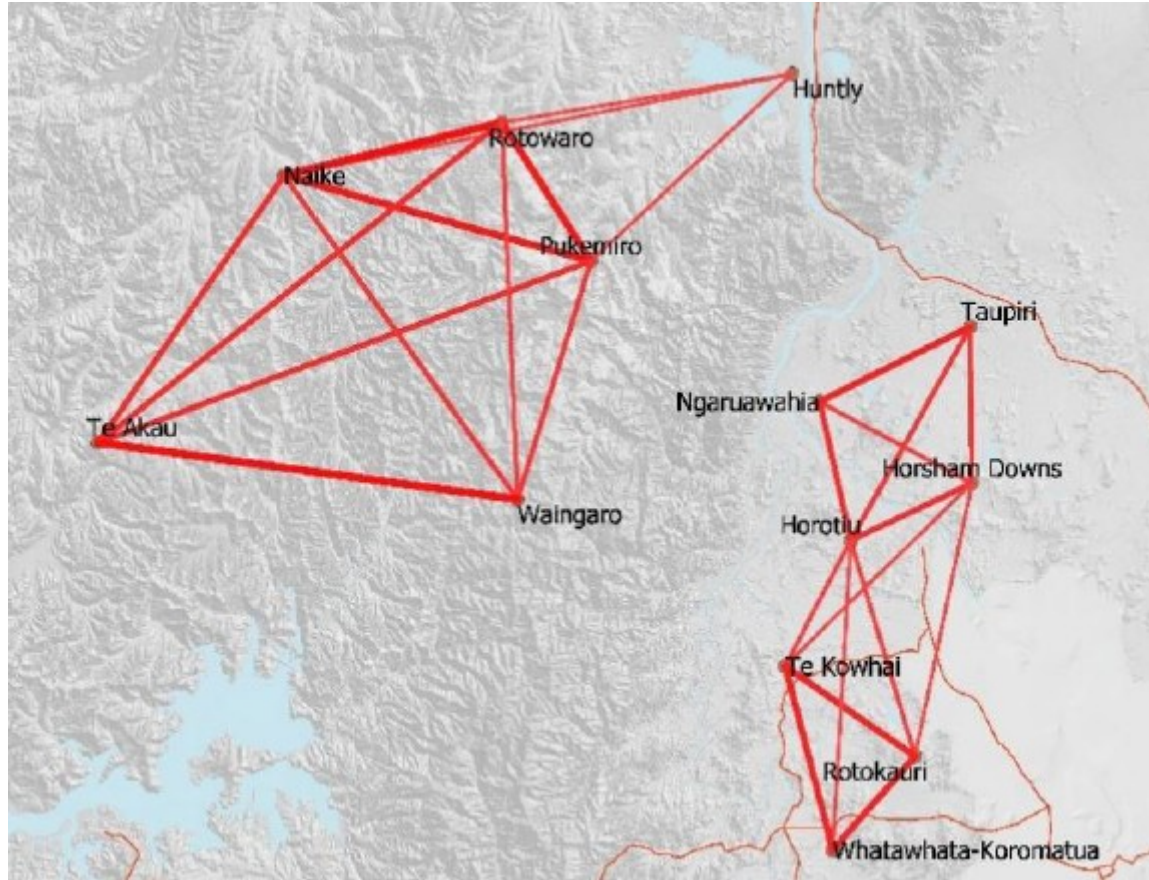 Huntly
Rotowaro
Naike
Pukemiro
Taupiri
Ngaruawahia
Te Akau
Horsham Downs
Waingaro
Horotiu
Te Kowhai
Rotokauri
Whatawhata-Koromatua